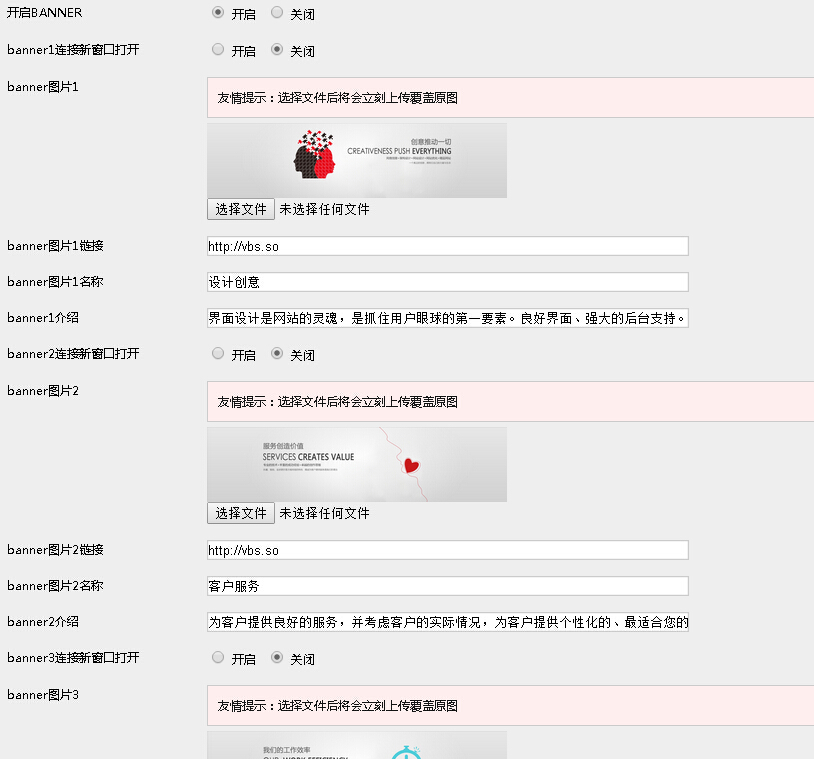 开启BANNER 开启 关闭
banner1连接新窗口打开 开启 关闭
banner图片1 友情提示：选择文件后将会立刻上传覆盖原图
创意推动一切
CREATIVENESS PUSH EVERYTHING
选择文件 未选择任何文件
banner图片1链接 http://vbs.so
banner图片1名称 设计创意
banner1介绍 界面设计是网站的灵魂，是抓住用户眼球的第一要素。良好界面、强大的后台支持。
banner2连接新窗口打开 开启 关闭
banner图片2 友情提示：选择文件后将会立刻上传覆盖原图
服务创造价值
SERVICES CREATES VALUE
选择文件 未选择任何文件
banner图片2链接 http://vbs.so
banner图片2名称 客户服务
banner2介绍 为客户提供良好的服务，并考虑客户的实际情况，为客户提供个性化的、最适合您的
banner3连接新窗口打开 开启 关闭
banner图片3 友情提示：选择文件后将会立刻上传覆盖原图
我们的工作效率
OUR WORK EFFICIENCY